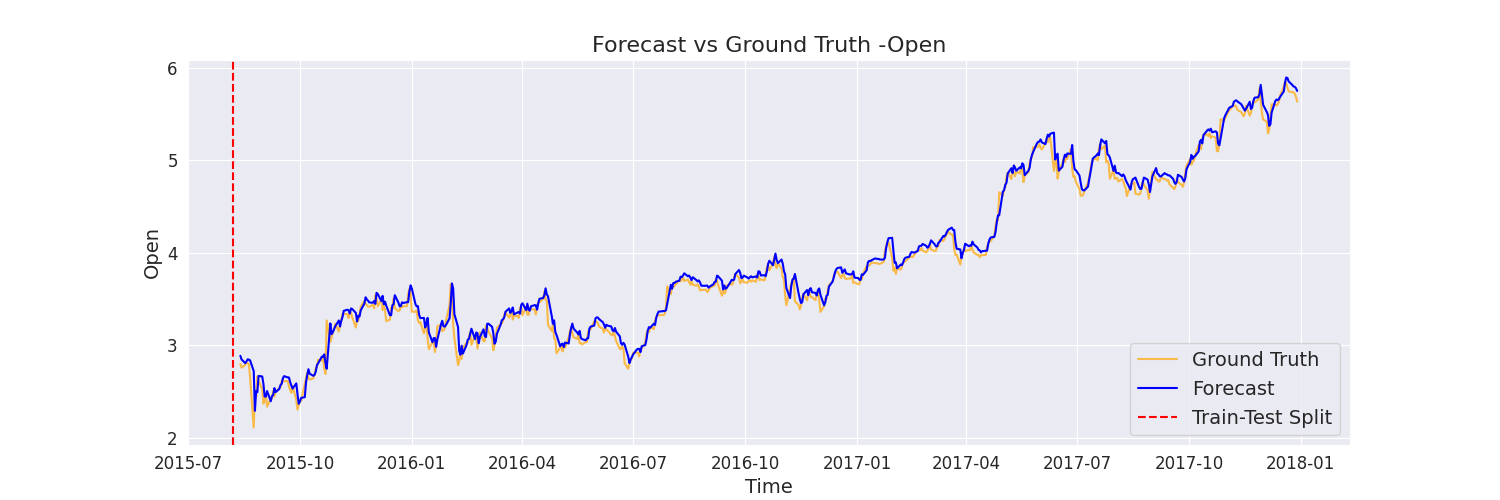 Forecast vs Ground Truth -Open
6
5
4
3
2
Open
2015-07
2015-10
2016-01
2016-04
2016-07
2016-10
2017-01
2017-04
2017-07
2017-10
2018-01
Time
Ground Truth
Forecast
Train-Test Split